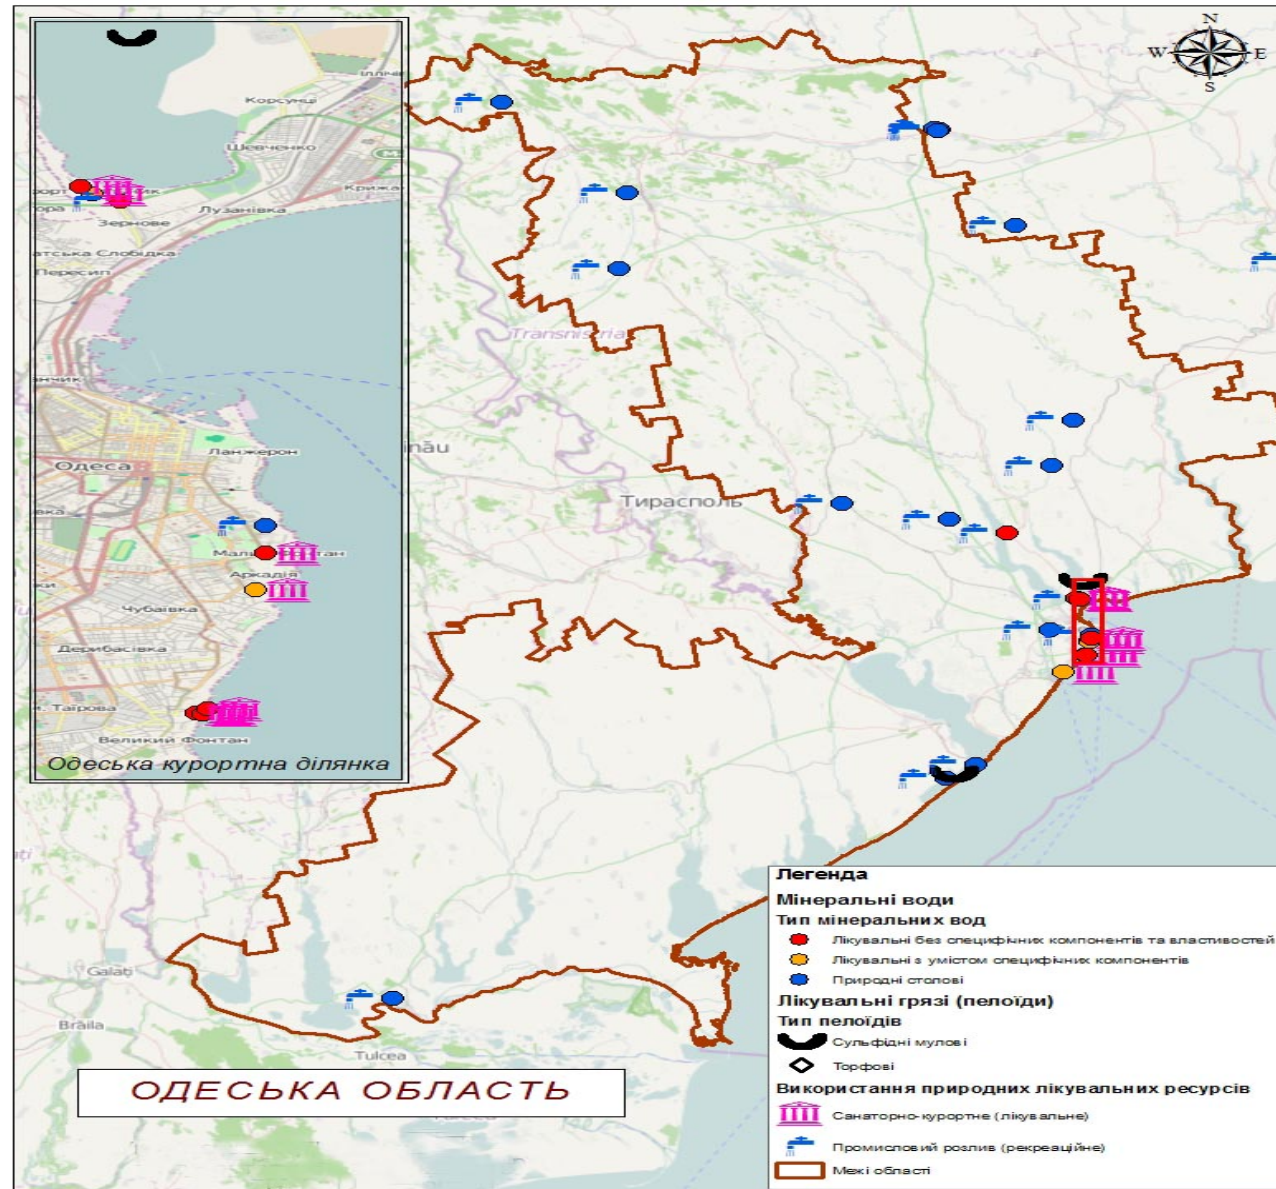 N
W
E
S
Корсунці
Шевченко
Лузанівка
Зернове
Пересип
Одеса
Ланжерон
Аркадія
Чубаївка
Дерибасівка
Таїрова
Великий Фонтан
Одеська курортна ділянка
Transnistria
Тирасполь
Galați
Brăila
Tulcea
ОДЕСЬКА ОБЛАСТЬ
Легенда
Мінеральні води
Тип мінеральних вод
Лікувальні без специфічних компонентів та властивостей
Лікувальні з умістом специфічних компонентів
Природні столові
Лікувальні грязі (пелоїди)
Тип пелоїдів
Сульфідні мулові
Торфові
Використання природних лікувальних ресурсів
Санаторно-курортне (лікувальне)
Промисловий розлив (рекреаційне)
Межі області